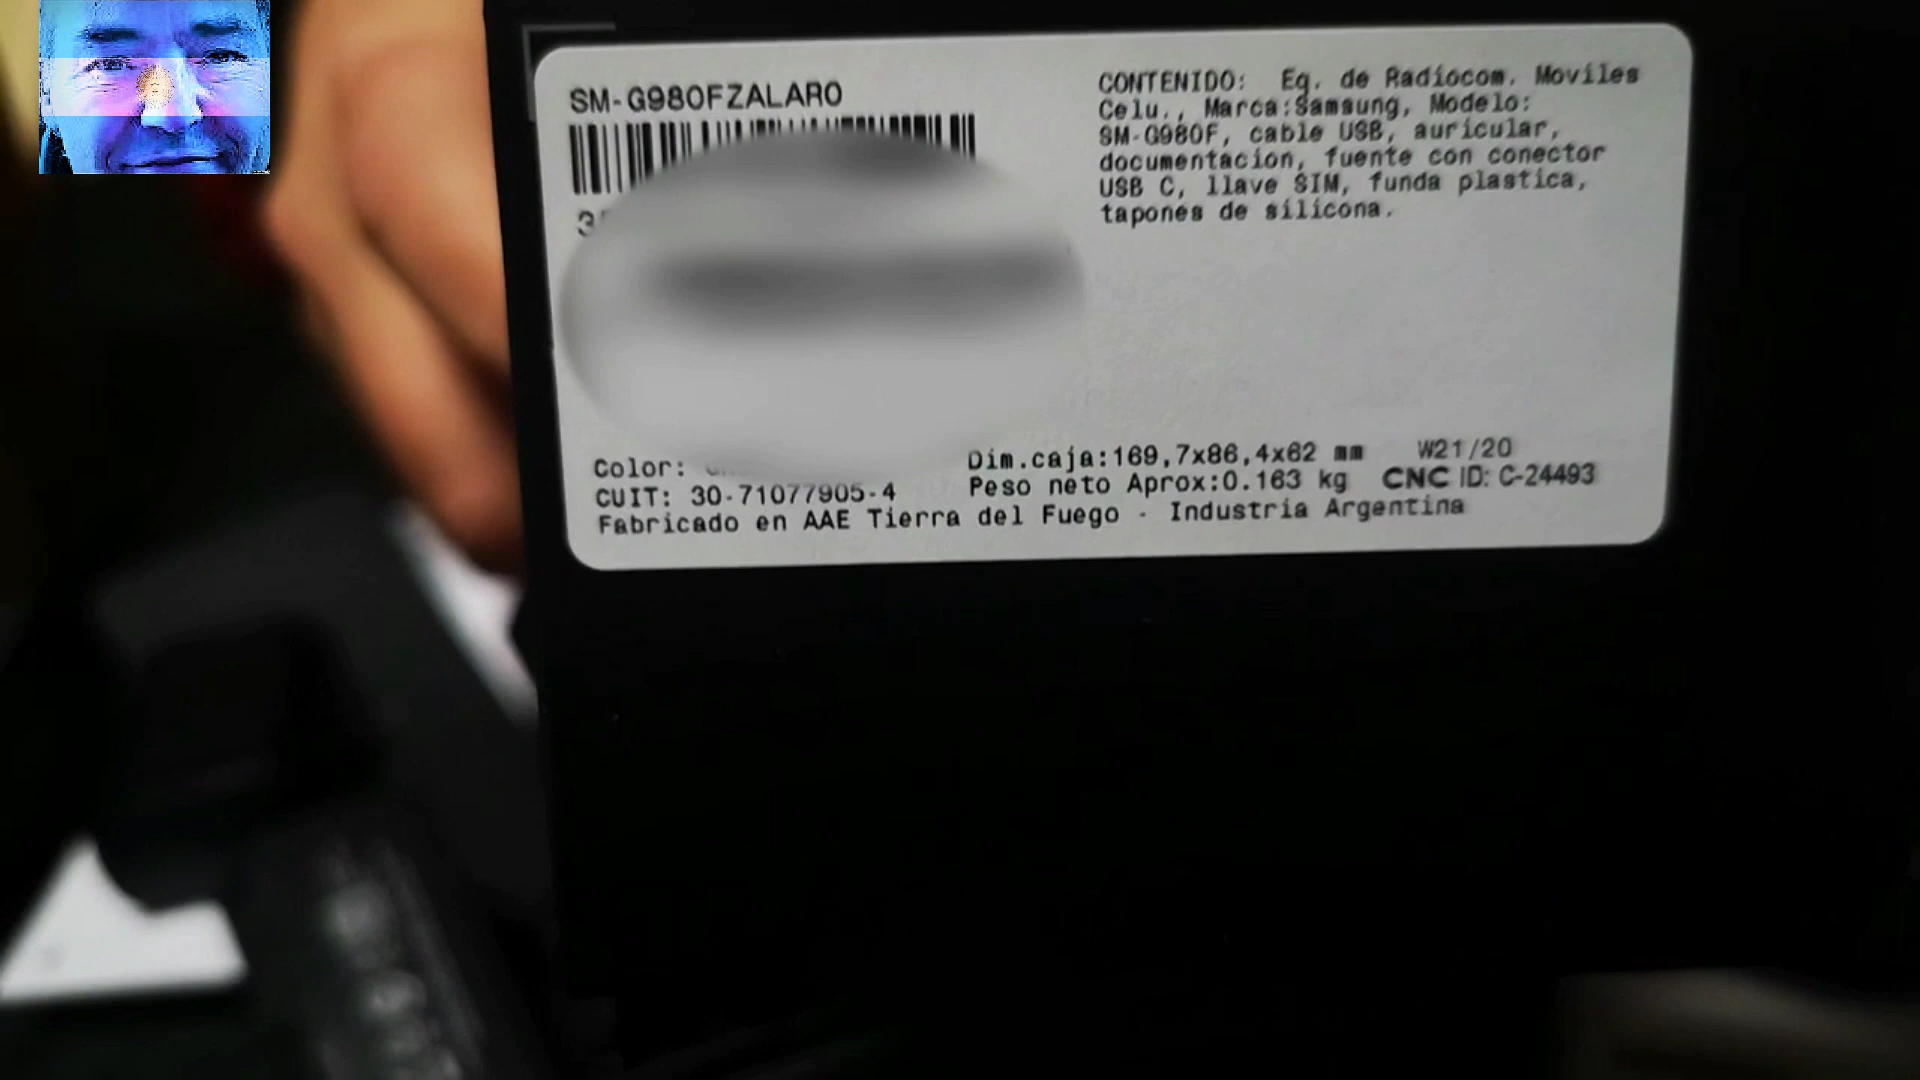 SM-G980FZALARO
CONTENIDO: Eq. de Radiocom. Moviles
Celu., Marca:Samsung, Modelo:
SM-G980F, cable USB, auricular,
documentacion, fuente con conector
USB C, llave SIM, funda plastica,
tapones de silicona.
Color:
Dim.caja:169,7x86,4x62 mm W21/20
CUIT: 30-71077905-4 Peso neto Aprox:0.163 kg CNC ID: C-24493
Fabricado en AAE Tierra del Fuego - Industria Argentina